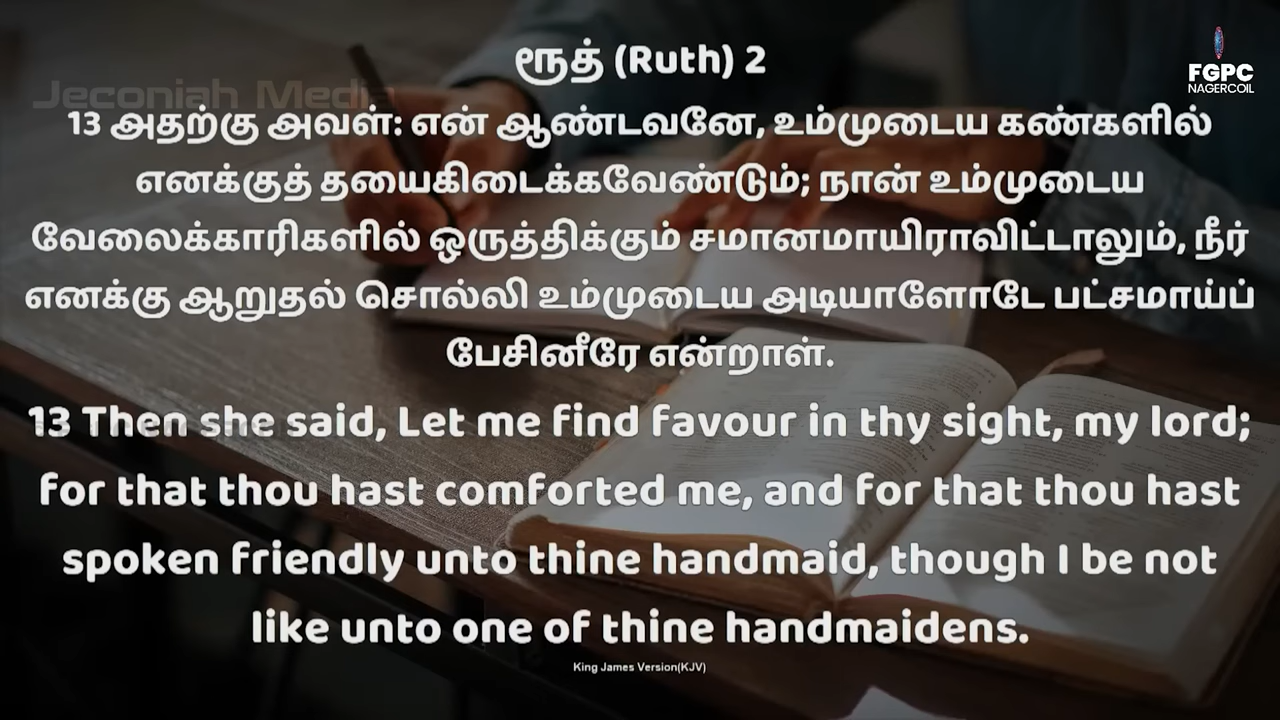 ரூத் (Ruth) 2
FGPC
NAGERCOIL
Jeconiah Media
13 அதற்கு அவள்: என் ஆண்டவனே, உம்முடைய கண்களில்
எனக்குத் தயைகிடைக்கவேண்டும்; நான் உம்முடைய
வேலைக்காரிகளில் ஒருத்திக்கும் சமானமாயிராவிட்டாலும், நீர்
எனக்கு ஆறுதல் சொல்லி உம்முடைய அடியாளோடே பட்சமாய்ப்
பேசினீரே என்றாள்.
13 Then she said, Let me find favour in thy sight, my lord;
for that thou hast comforted me, and for that thou hast
spoken friendly unto thine handmaid, though I be not
like unto one of thine handmaidens.
King James Version(KJV)